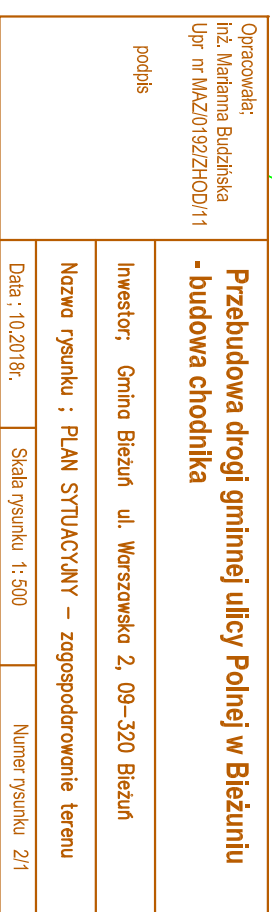 Opracowała;
inż. Marianna Budzińska
Upr nr MAZ/0192/ZHOD/11
podpis
Przebudowa drogi gminnej ulicy Polnej w Bieżuniu
- budowa chodnika
Inwestor; Gmina Bieżuń ul. Warszawska 2, 09-320 Bieżuń
Nazwa rysunku ; PLAN SYTUACYJNY - zagospodarowanie terenu
Data ; 10.2018r.
Skala rysunku 1: 500
Numer rysunku 2/1